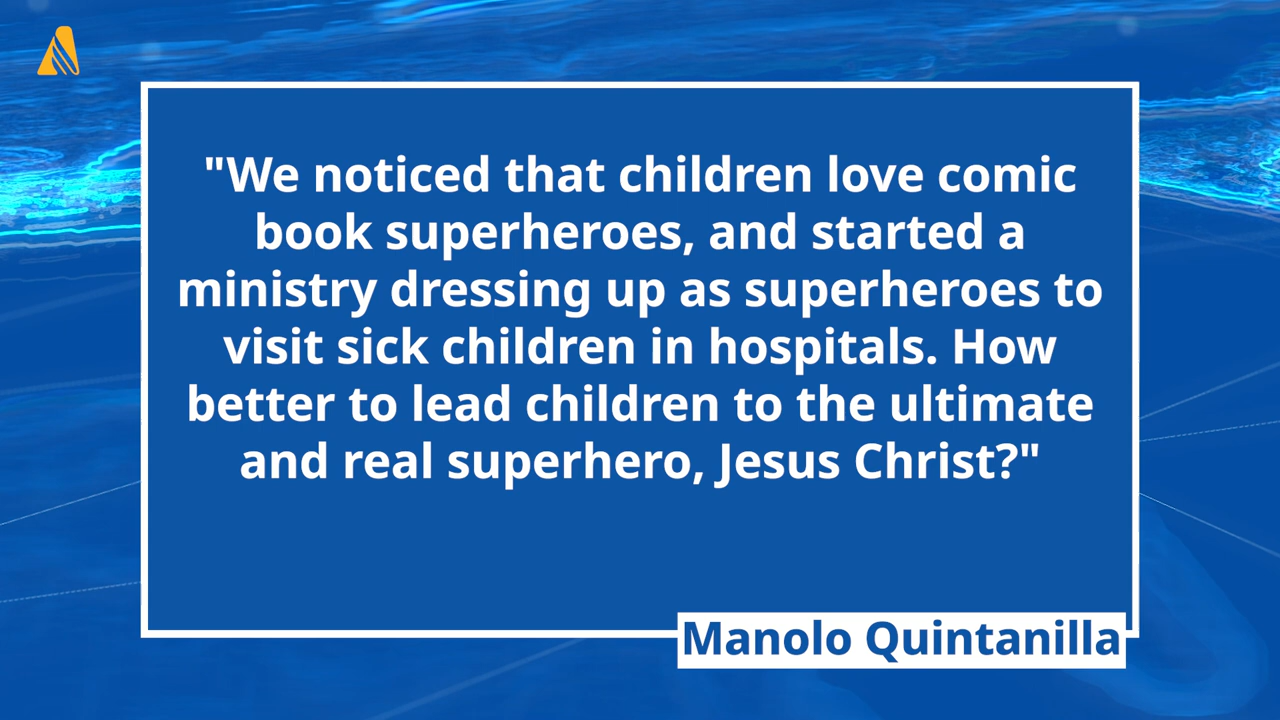 "We noticed that children love comic
book superheroes, and started a
ministry dressing up as superheroes to
visit sick children in hospitals. How
better to lead children to the ultimate
and real superhero, Jesus Christ?"
Manolo Quintanilla